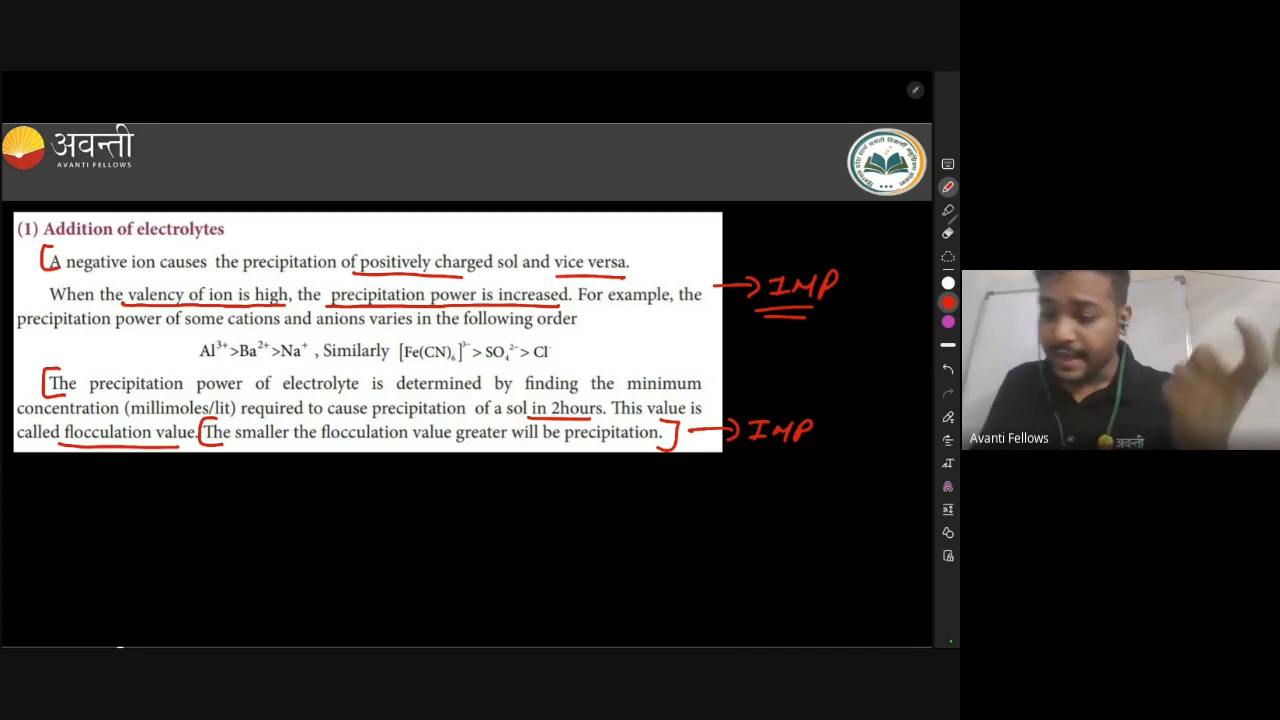 अवन्ती
AVANTI FELLOWS
(1) Addition of electrolytes
A negative ion causes the precipitation of positively charged sol and vice versa.
When the valency of ion is high, the precipitation power is increased. For example, the → IMP
precipitation power of some cations and anions varies in the following order
Al³⁺>Ba²⁺>Na⁺ , Similarly [Fe(CN)₆]³⁻ > SO₄²⁻ > Cl⁻
[The precipitation power of electrolyte is determined by finding the minimum
concentration (millimoles/lit) required to cause precipitation of a sol in 2hours. This value is
called flocculation value. [The smaller the flocculation value greater will be precipitation.] → IMP
Avanti Fellows
अवन्ती